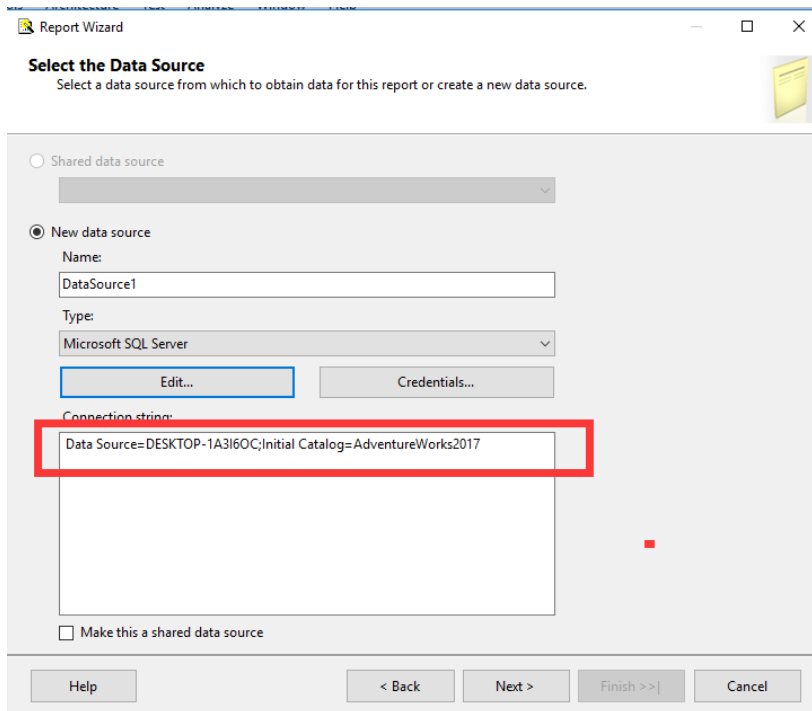 Report Wizard
Select the Data Source
Select a data source from which to obtain data for this report or create a new data source.
Shared data source
New data source
Name:
DataSource1
Type:
Microsoft SQL Server
Edit... Credentials...
Connection string:
Data Source=DESKTOP-1A3I6OC;Initial Catalog=AdventureWorks2017
Make this a shared data source
Help < Back Next > Finish >>| Cancel